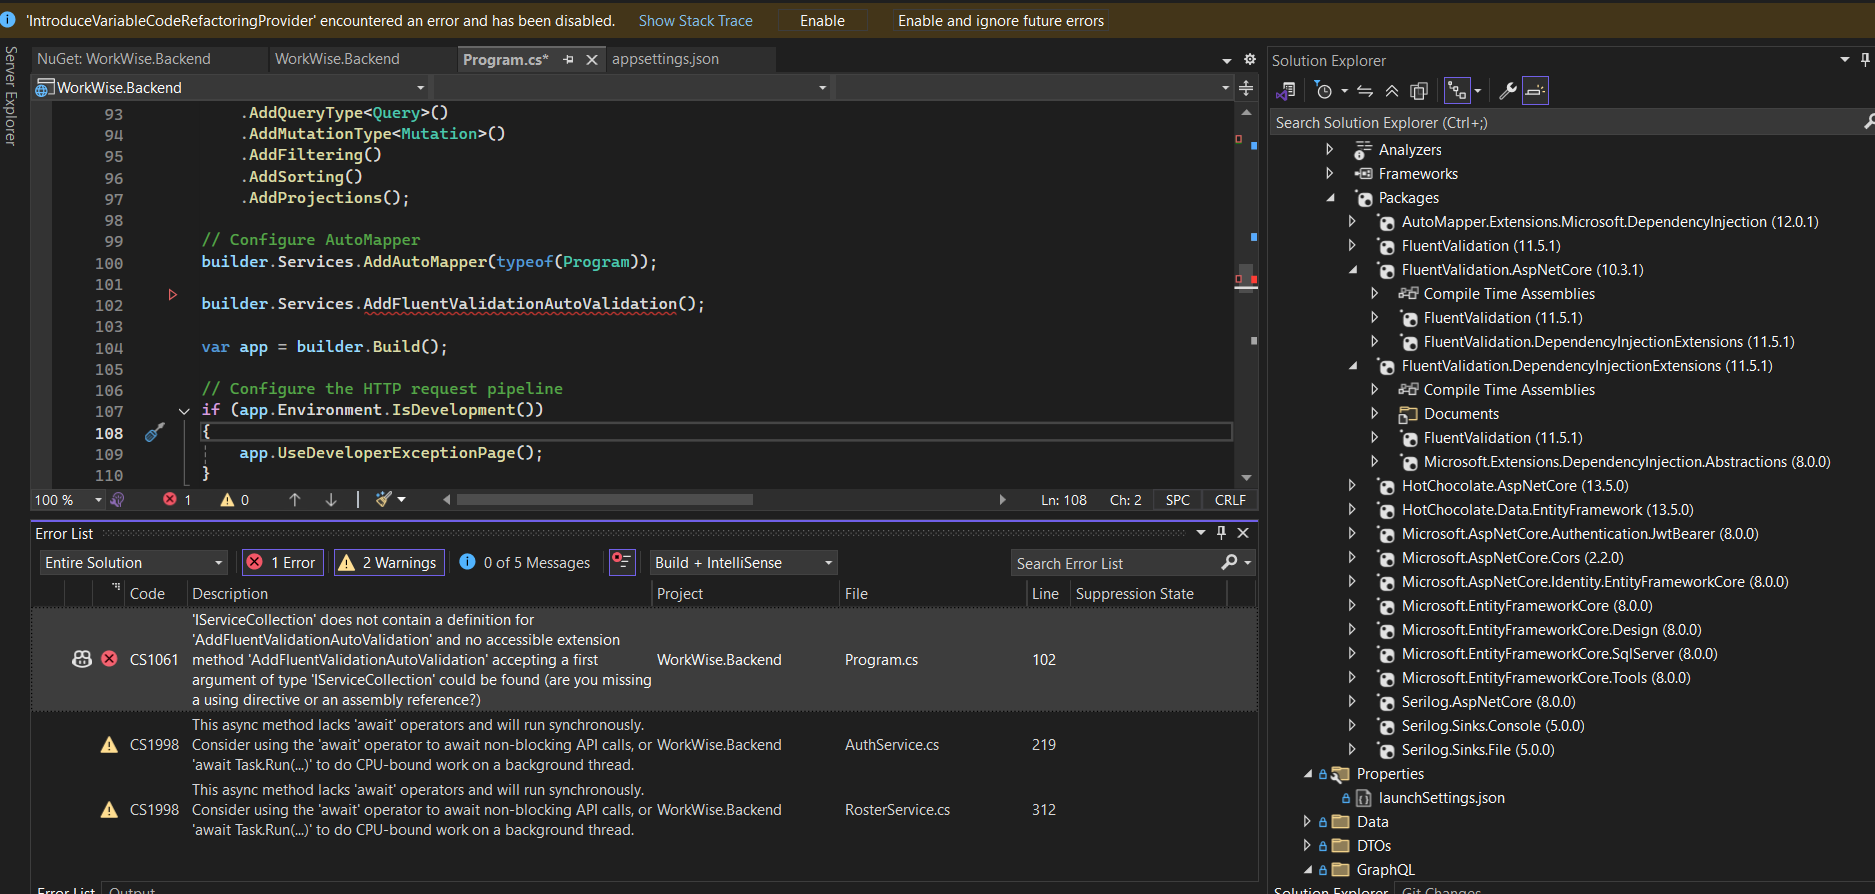 'IntroduceVariableCodeRefactoringProvider' encountered an error and has been disabled. Show Stack Trace Enable Enable and ignore future errors
Server Explorer
NuGet: WorkWise.Backend WorkWise.Backend Program.cs* appsettings.json
WorkWise.Backend
93 .AddQueryType<Query>()
94 .AddMutationType<Mutation>()
95 .AddFiltering()
96 .AddSorting()
97 .AddProjections();
98
99 // Configure AutoMapper
100 builder.Services.AddAutoMapper(typeof(Program));
101
102 builder.Services.AddFluentValidationAutoValidation();
103
104 var app = builder.Build();
105
106 // Configure the HTTP request pipeline
107 if (app.Environment.IsDevelopment())
108 {
109 app.UseDeveloperExceptionPage();
110 }
100 % 1 0 Ln: 108 Ch: 2 SPC CRLF
Error List
Entire Solution 1 Error 2 Warnings 0 of 5 Messages Build + IntelliSense Search Error List
Code Description Project File Line Suppression State
'IServiceCollection' does not contain a definition for
'AddFluentValidationAutoValidation' and no accessible extension
CS1061 method 'AddFluentValidationAutoValidation' accepting a first WorkWise.Backend Program.cs 102
argument of type 'IServiceCollection' could be found (are you missing
a using directive or an assembly reference?)
This async method lacks 'await' operators and will run synchronously.
CS1998 Consider using the 'await' operator to await non-blocking API calls, or WorkWise.Backend AuthService.cs 219
'await Task.Run(...)' to do CPU-bound work on a background thread.
This async method lacks 'await' operators and will run synchronously.
CS1998 Consider using the 'await' operator to await non-blocking API calls, or WorkWise.Backend RosterService.cs 312
'await Task.Run(...)' to do CPU-bound work on a background thread.
Error List Output
Solution Explorer
Search Solution Explorer (Ctrl+;)
Analyzers
Frameworks
Packages
AutoMapper.Extensions.Microsoft.DependencyInjection (12.0.1)
FluentValidation (11.5.1)
FluentValidation.AspNetCore (10.3.1)
Compile Time Assemblies
FluentValidation (11.5.1)
FluentValidation.DependencyInjectionExtensions (11.5.1)
FluentValidation.DependencyInjectionExtensions (11.5.1)
Compile Time Assemblies
Documents
FluentValidation (11.5.1)
Microsoft.Extensions.DependencyInjection.Abstractions (8.0.0)
HotChocolate.AspNetCore (13.5.0)
HotChocolate.Data.EntityFramework (13.5.0)
Microsoft.AspNetCore.Authentication.JwtBearer (8.0.0)
Microsoft.AspNetCore.Cors (2.2.0)
Microsoft.AspNetCore.Identity.EntityFrameworkCore (8.0.0)
Microsoft.EntityFrameworkCore (8.0.0)
Microsoft.EntityFrameworkCore.Design (8.0.0)
Microsoft.EntityFrameworkCore.SqlServer (8.0.0)
Microsoft.EntityFrameworkCore.Tools (8.0.0)
Serilog.AspNetCore (8.0.0)
Serilog.Sinks.Console (5.0.0)
Serilog.Sinks.File (5.0.0)
Properties
launchSettings.json
Data
DTOs
GraphQL
Solution Explorer Git Changes